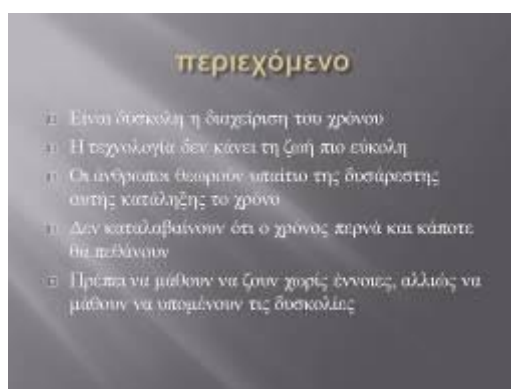 περιεχόμενο
Είναι δύσκολη η διαχείριση του χρόνου
Η τεχνολογία δεν κάνει τη ζωή πιο εύκολη
Οι άνθρωποι θεωρούν υπαίτιο της δυσάρεστης
αυτής κατάληξης το χρόνο
Δεν καταλαβαίνουν ότι ο χρόνος περνά και κάποτε
θα πεθάνουν
Πρέπει να μάθουν να ζουν χωρίς έννοιες, αλλιώς να
μάθουν να υπομένουν τις δυσκολίες